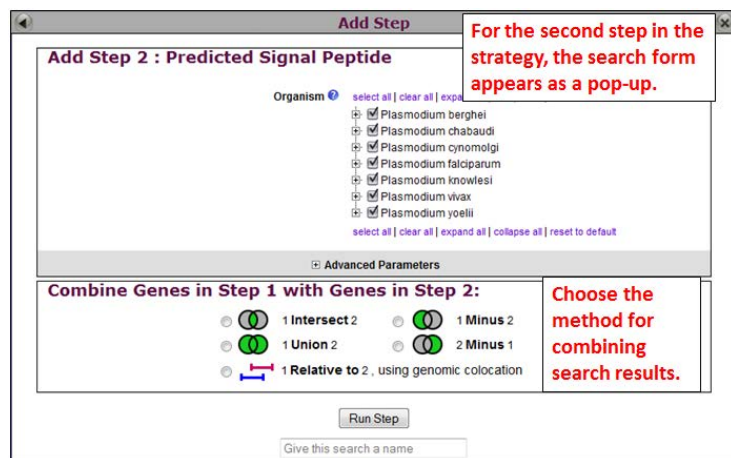 Add Step
For the second step in the
strategy, the search form
appears as a pop-up.
Add Step 2 : Predicted Signal Peptide
Organism
select all | clear all | expa
Plasmodium berghei
Plasmodium chabaudi
Plasmodium cynomolgi
Plasmodium falciparum
Plasmodium knowlesi
Plasmodium vivax
Plasmodium yoelii
select all | clear all | expand all | collapse all | reset to default
Advanced Parameters
Combine Genes in Step 1 with Genes in Step 2:
1 Intersect 2 1 Minus 2
1 Union 2 2 Minus 1
1 Relative to 2 , using genomic colocation
Choose the
method for
combining
search results.
Run Step
Give this search a name